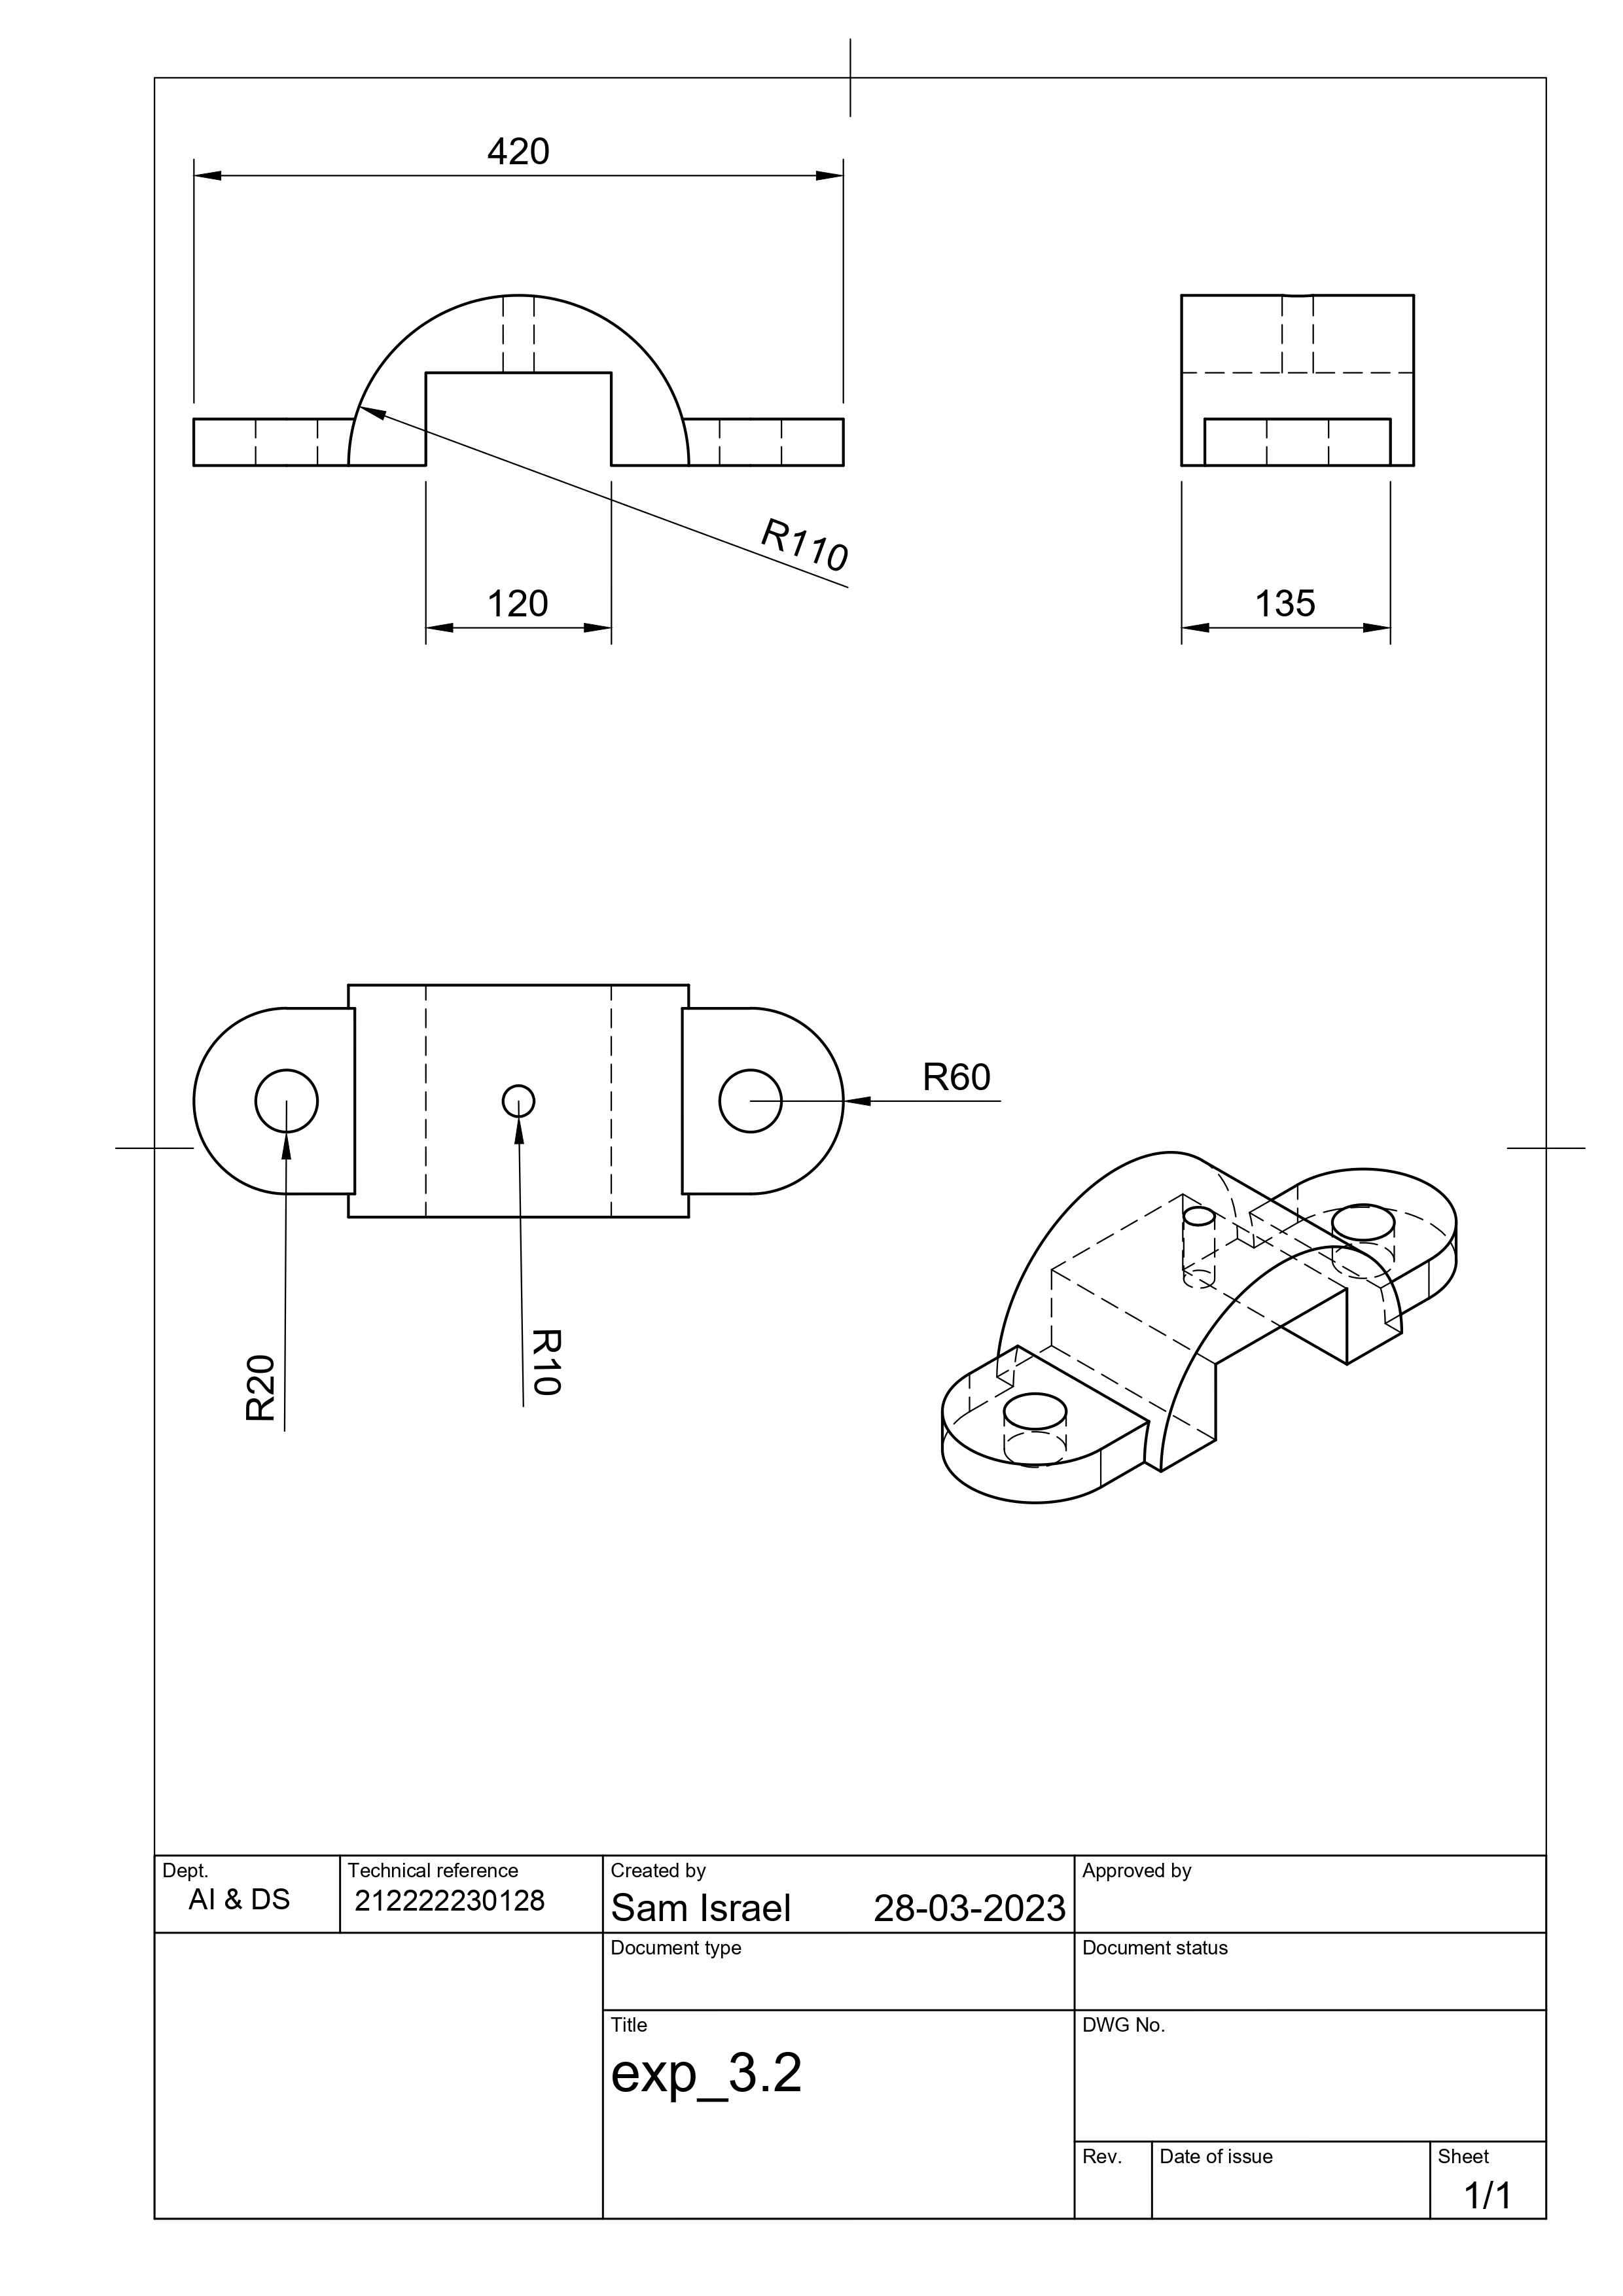 420
R110
120
135
R60
R20
R10
Dept.
AI & DS
Technical reference
212222230128
Created by
Sam Israel 28-03-2023
Approved by
Document type
Document status
Title
exp_3.2
DWG No.
Rev.
Date of issue
Sheet
1/1